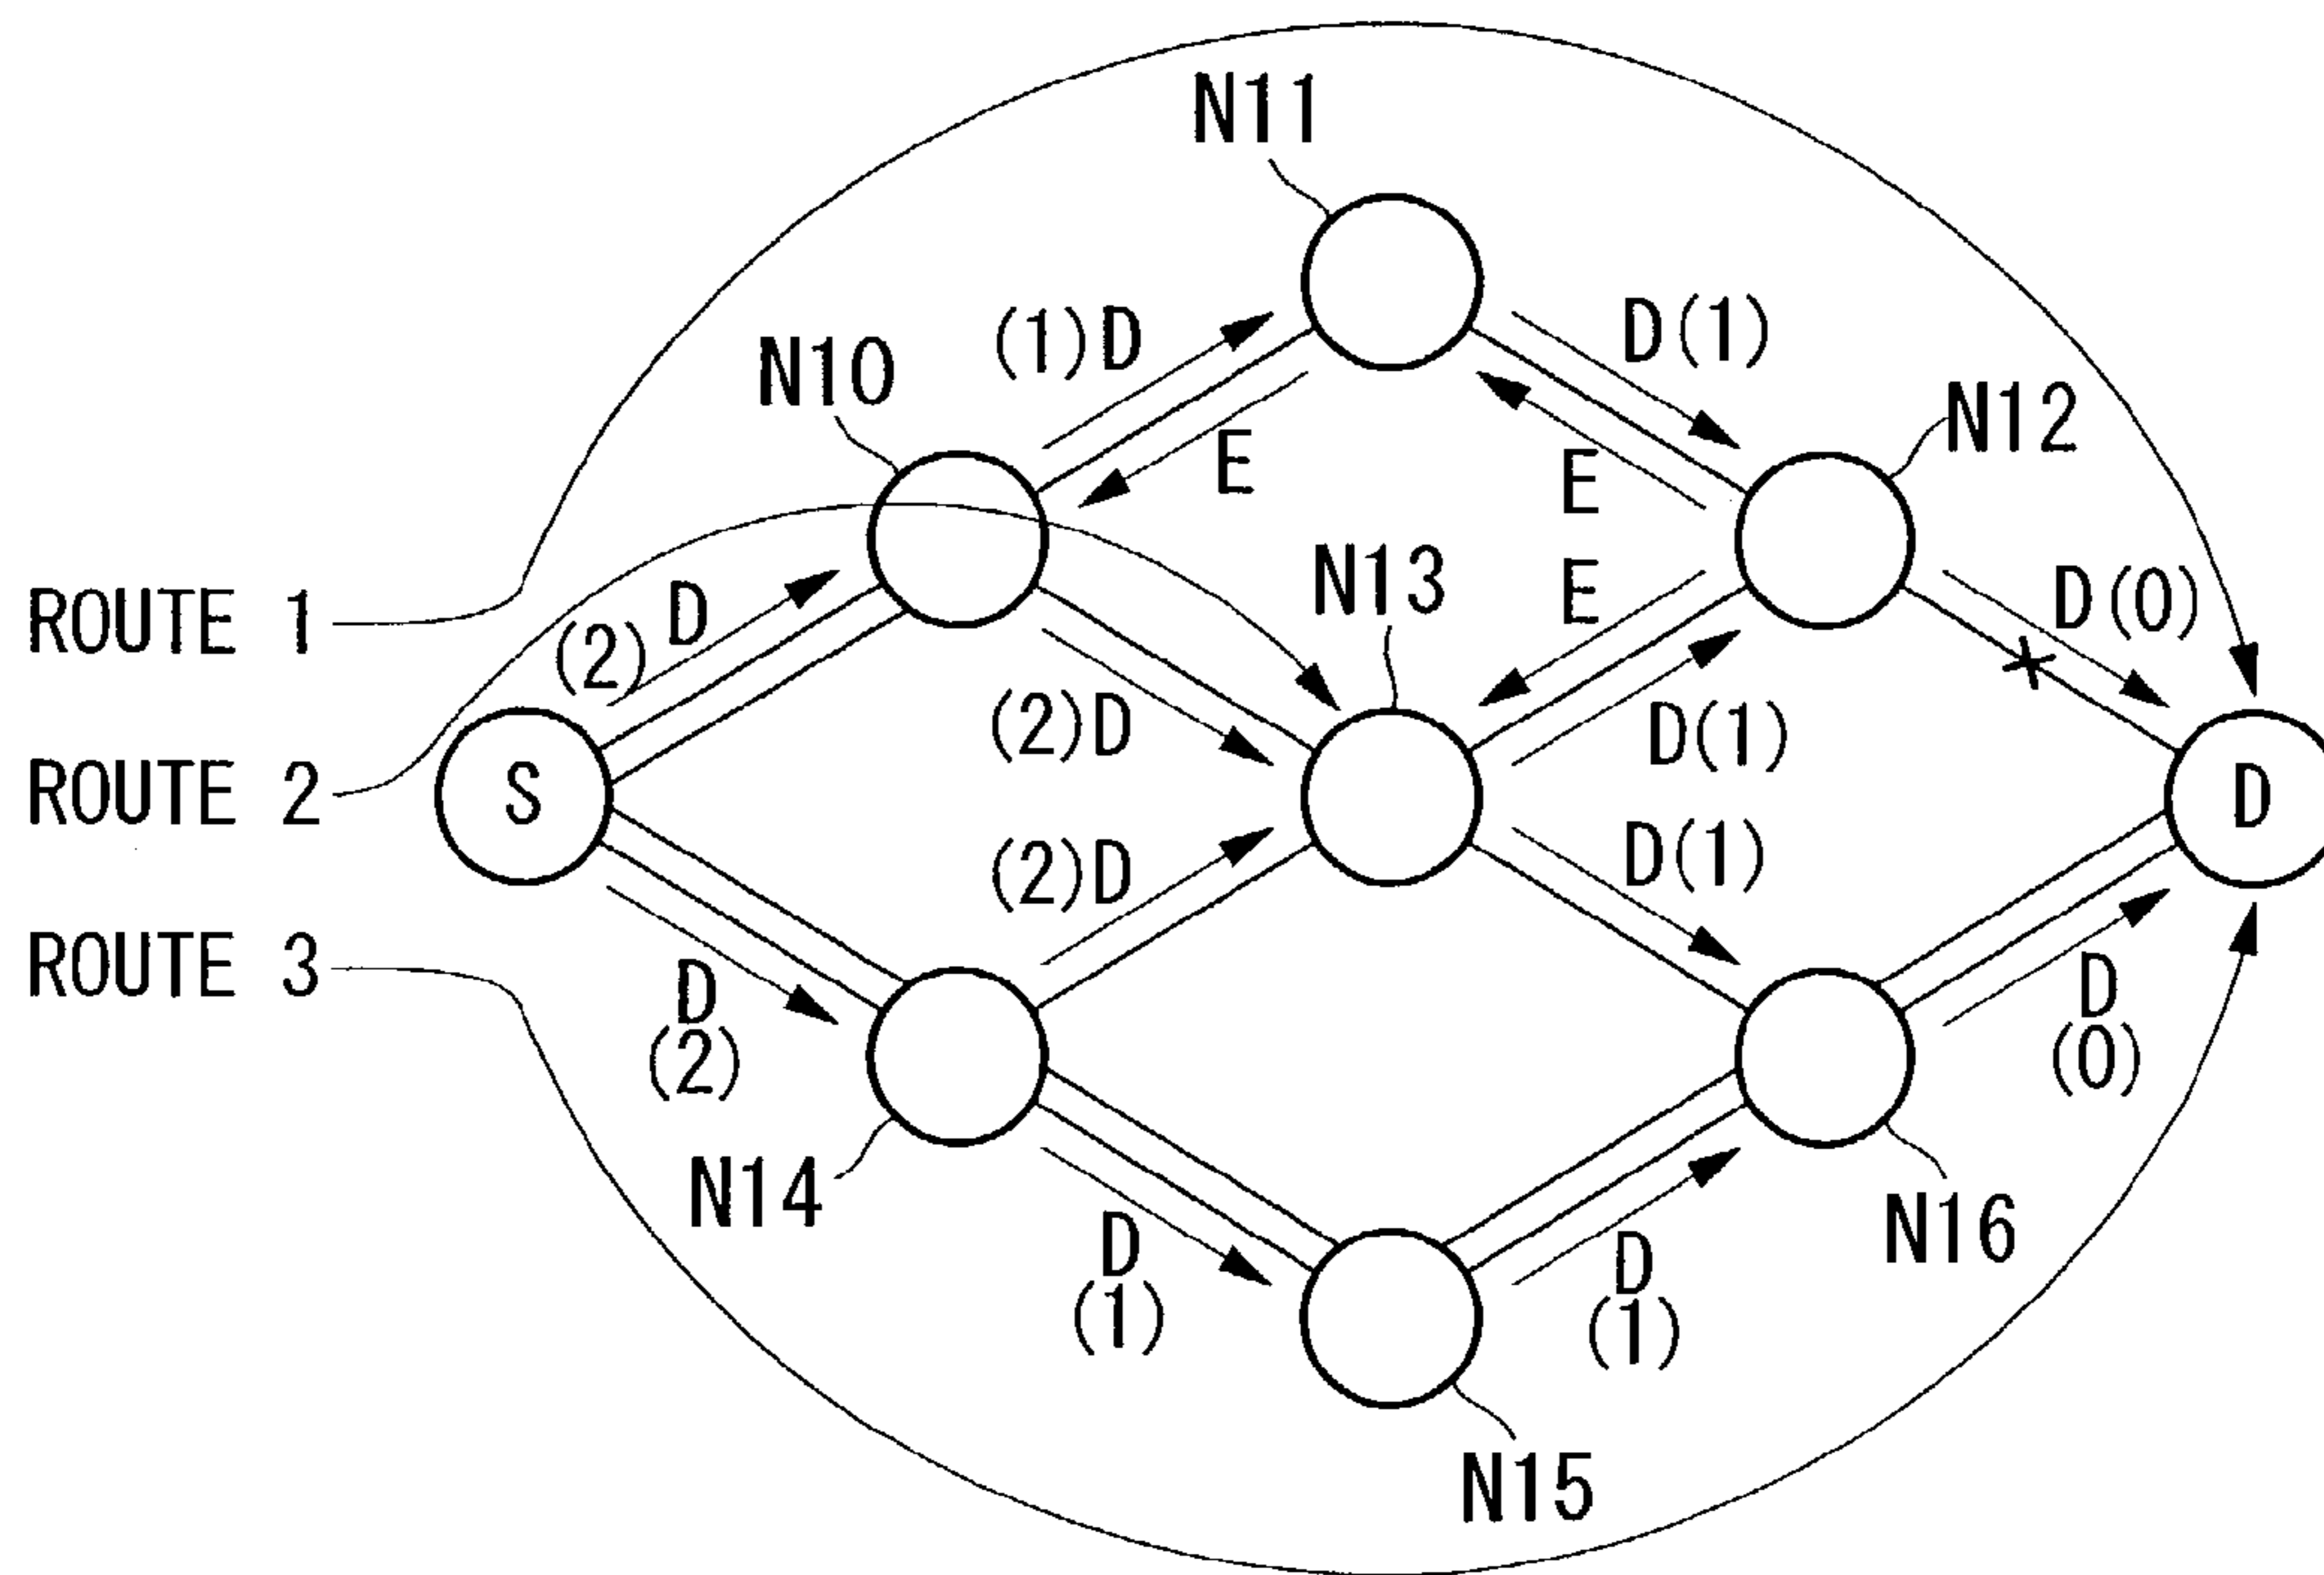 N11
N10
(1)D
D(1)
N12
E
E
N13
E
D(0)
ROUTE 1
D
(2)
(2)D
D(1)
ROUTE 2
S
D
(2)D
D(1)
ROUTE 3
D
(2)
D
(0)
N14
D
(1)
D
(1)
N16
N15